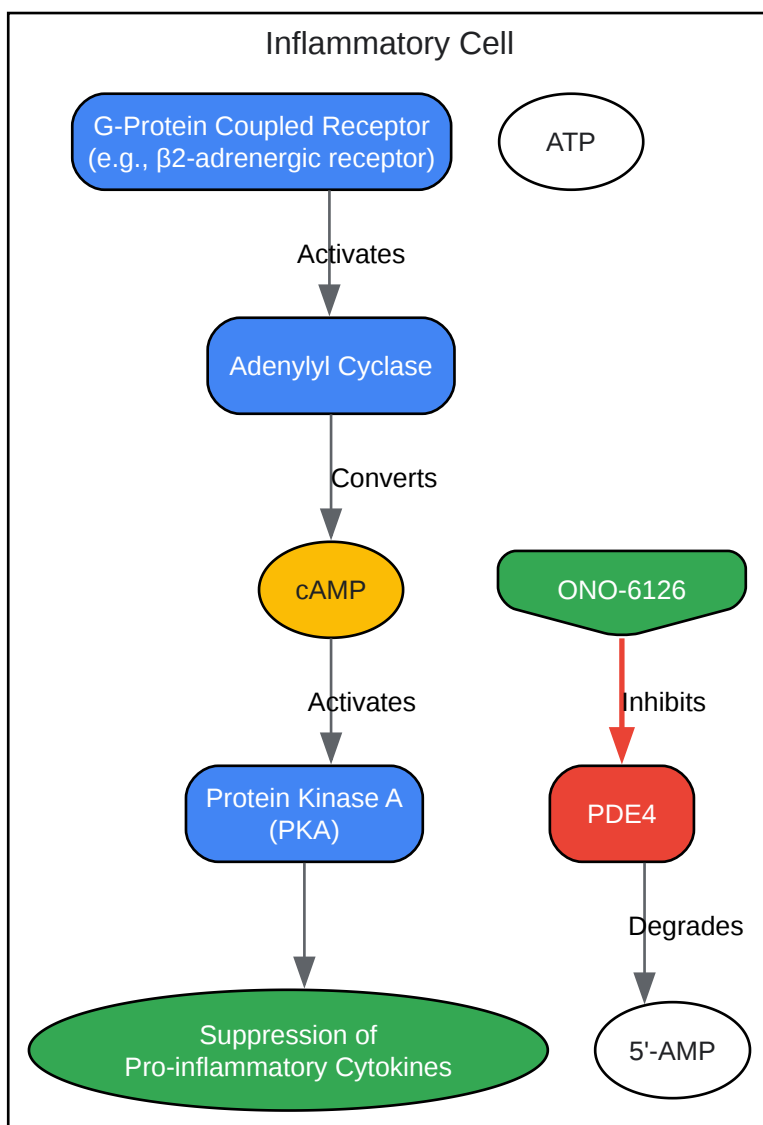 Inflammatory Cell
G-Protein Coupled Receptor
(e.g., β2-adrenergic receptor)
ATP
Activates
Adenylyl Cyclase
Converts
cAMP
ONO-6126
Activates
Inhibits
Protein Kinase A
(PKA)
PDE4
Degrades
Suppression of
Pro-inflammatory Cytokines
5'-AMP